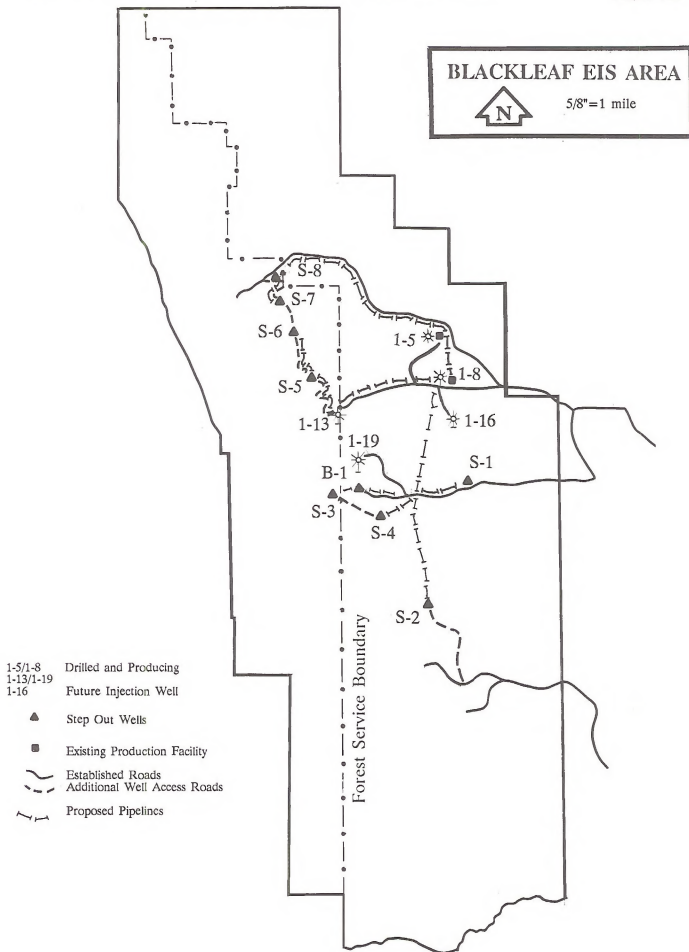 BLACKLEAF EIS AREA
N
5/8"=1 mile
S-8
S-7
S-6
1-5
S-5
1-8
1-13
1-16
1-19
B-1
S-1
S-3
S-4
S-2
Forest Service Boundary
1-5/1-8 Drilled and Producing
1-13/1-19
1-16 Future Injection Well
Step Out Wells
Existing Production Facility
Established Roads
Additional Well Access Roads
Proposed Pipelines